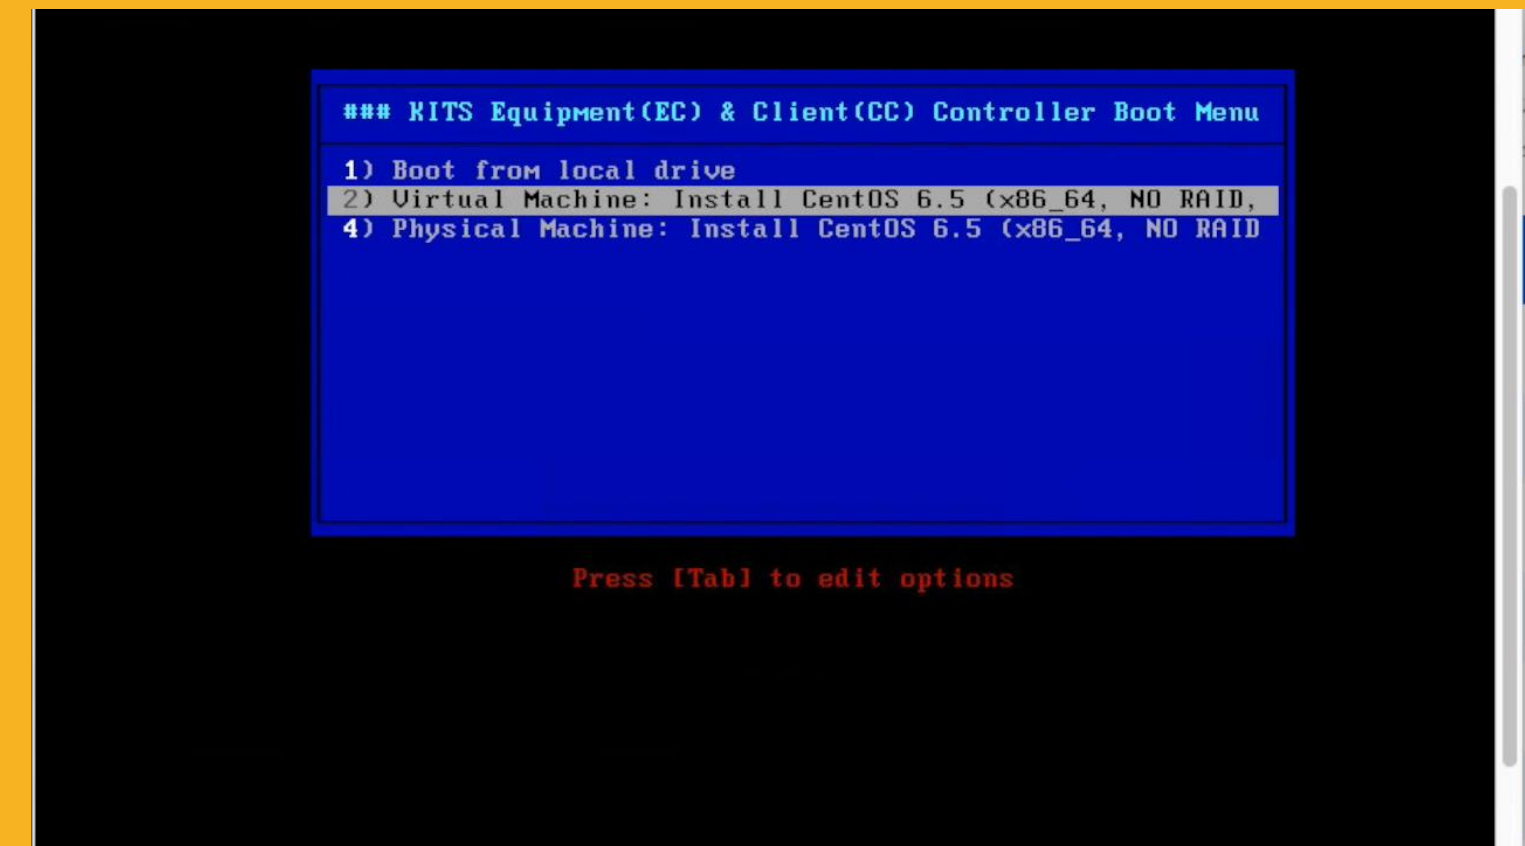 ### KITS Equipment(EC) & Client(CC) Controller Boot Menu
1) Boot from local drive
2) Virtual Machine: Install CentOS 6.5 (x86_64, NO RAID,
4) Physical Machine: Install CentOS 6.5 (x86_64, NO RAID
Press [Tab] to edit options